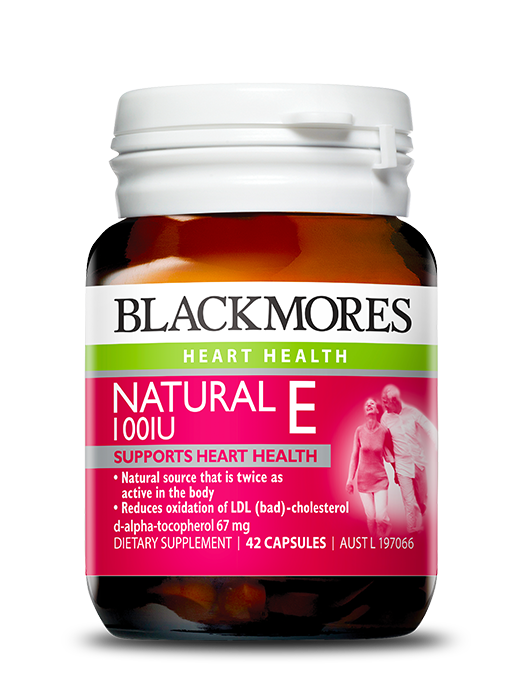 BLACKMORES
HEART HEALTH
NATURAL E
100IU
SUPPORTS HEART HEALTH
• Natural source that is twice as
active in the body
• Reduces oxidation of LDL (bad)-cholesterol
d-alpha-tocopherol 67 mg
DIETARY SUPPLEMENT | 42 CAPSULES | AUST L 197066